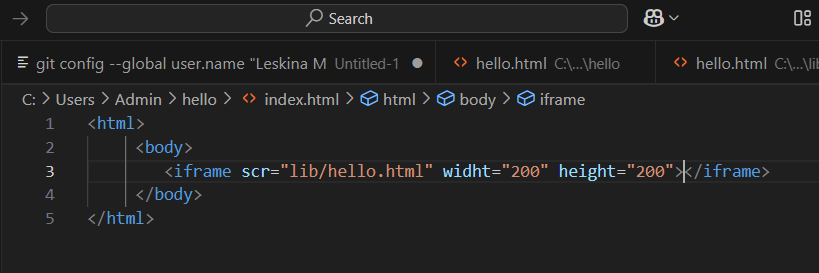 Search
git config --global user.name "Leskina M Untitled-1 hello.html C:\...\hello hello.html C:\...\lib
C: > Users > Admin > hello > index.html > html > body > iframe
1 <html>
2 <body>
3 <iframe scr="lib/hello.html" widht="200" height="200"></iframe>
4 </body>
5 </html>